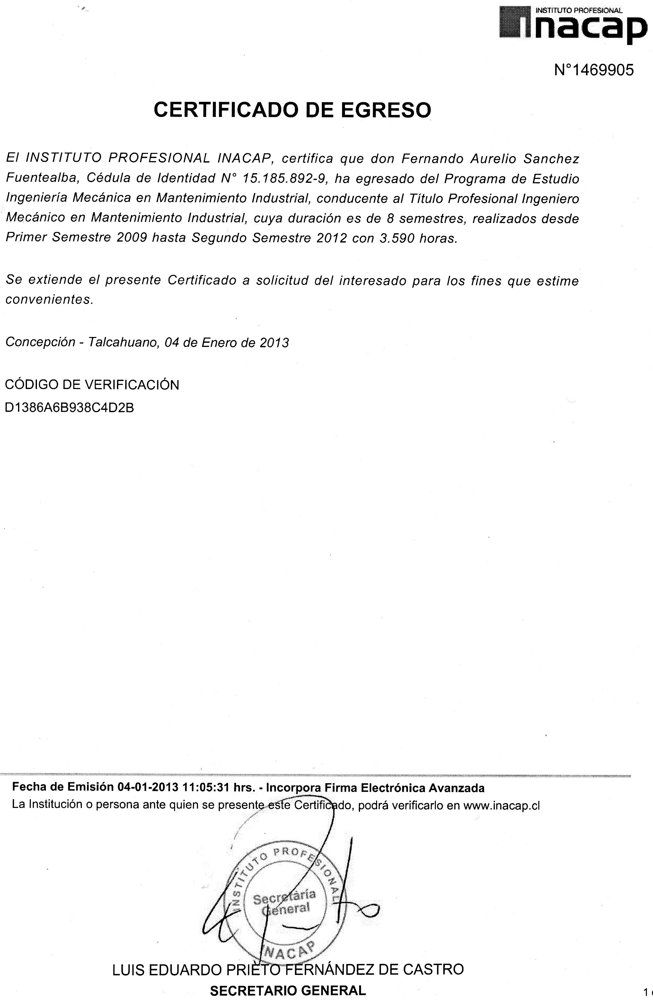 INSTITUTO PROFESIONAL
inacap
N°1469905
CERTIFICADO DE EGRESO
El INSTITUTO PROFESIONAL INACAP, certifica que don Fernando Aurelio Sanchez
Fuentealba, Cédula de Identidad N° 15.185.892-9, ha egresado del Programa de Estudio
Ingeniería Mecánica en Mantenimiento Industrial, conducente al Título Profesional Ingeniero
Mecánico en Mantenimiento Industrial, cuya duración es de 8 semestres, realizados desde
Primer Semestre 2009 hasta Segundo Semestre 2012 con 3.590 horas.
Se extiende el presente Certificado a solicitud del interesado para los fines que estime
convenientes.
Concepción - Talcahuano, 04 de Enero de 2013
CÓDIGO DE VERIFICACIÓN
D1386A6B938C4D2B
Fecha de Emisión 04-01-2013 11:05:31 hrs. - Incorpora Firma Electrónica Avanzada
La Institución o persona ante quien se presente este Certificado, podrá verificarlo en www.inacap.cl
INSTITUTO PROFESIONAL
Secretaría
General
INACAP
LUIS EDUARDO PRIETO FERNÁNDEZ DE CASTRO
SECRETARIO GENERAL
1